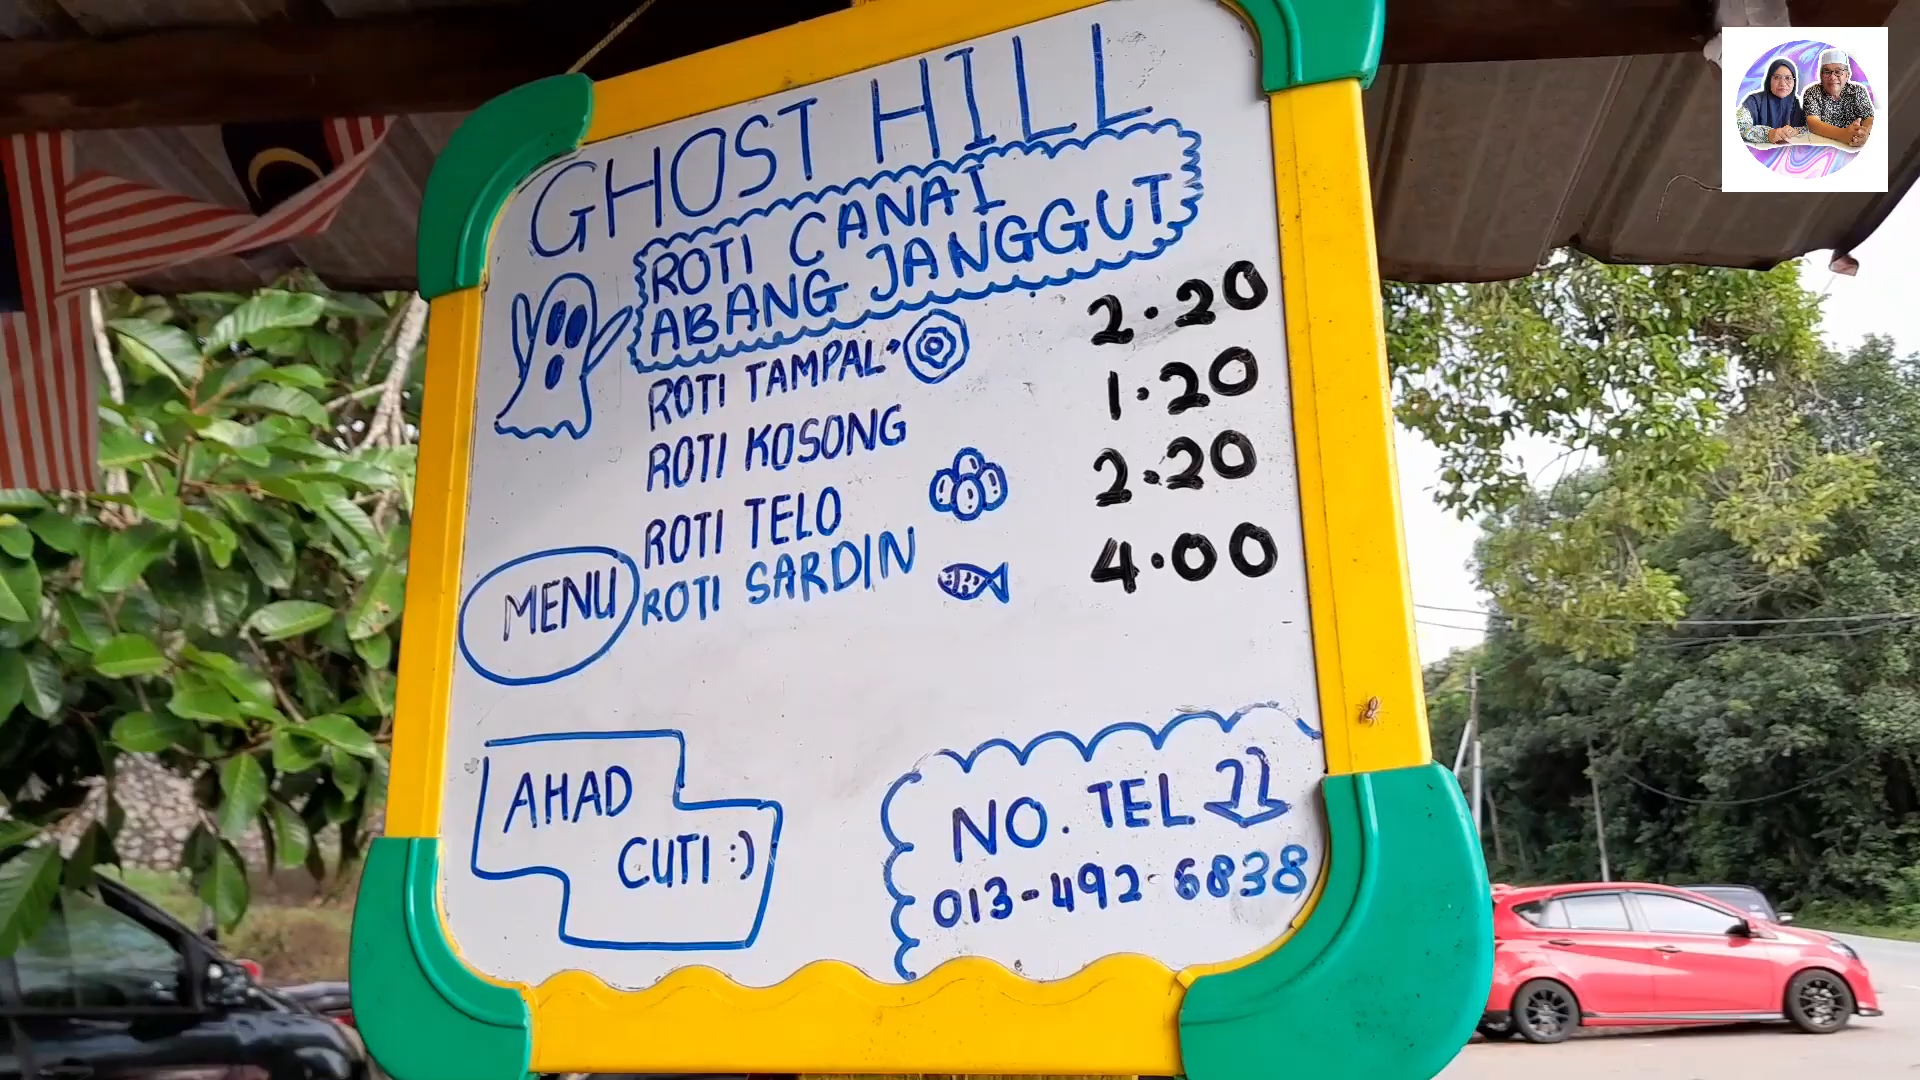 GHOST HILL
ROTI CANAI
ABANG JANGGUT
ROTI TAMPAL 2.20
ROTI KOSONG 1.20
ROTI TELO 2.20
ROTI SARDIN 4.00
MENU
AHAD
CUTI :)
NO. TEL
013-492-6838